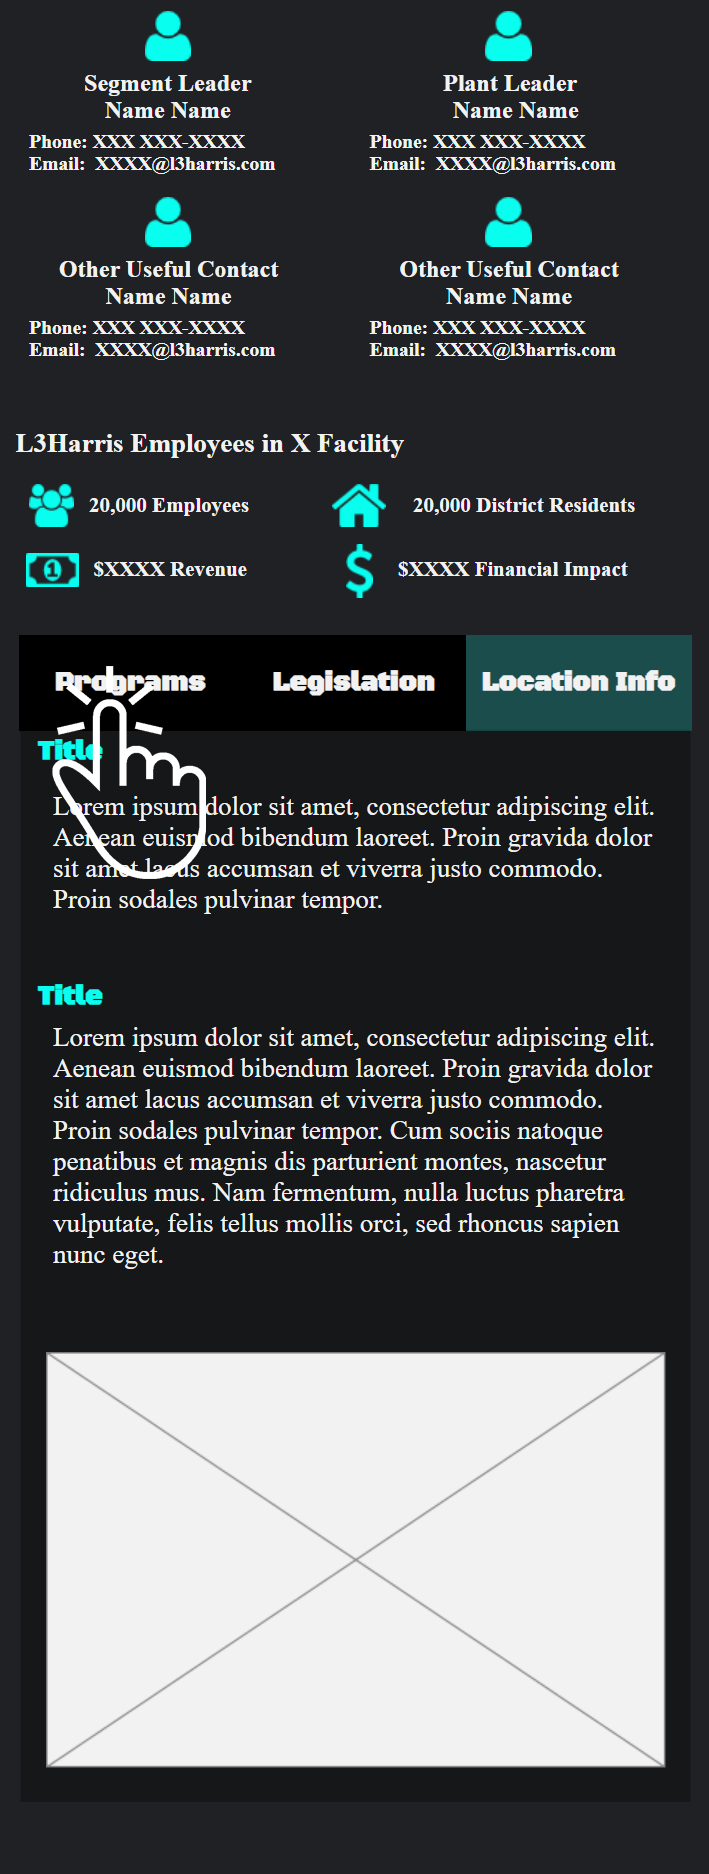 Segment Leader
Name Name
Phone: XXX XXX-XXXX
Email:  XXXX@l3harris.com
Plant Leader
Name Name
Phone: XXX XXX-XXXX
Email:  XXXX@l3harris.com
Other Useful Contact
Name Name
Phone: XXX XXX-XXXX
Email:  XXXX@l3harris.com
Other Useful Contact
Name Name
Phone: XXX XXX-XXXX
Email:  XXXX@l3harris.com
L3Harris Employees in X Facility
20,000 Employees
20,000 District Residents
1
$XXXX Revenue
$
$XXXX Financial Impact
Programs
Legislation
Location Info
Title
Lorem ipsum dolor sit amet, consectetur adipiscing elit.
Aenean euismod bibendum laoreet. Proin gravida dolor
sit amet lacus accumsan et viverra justo commodo.
Proin sodales pulvinar tempor.
Title
Lorem ipsum dolor sit amet, consectetur adipiscing elit.
Aenean euismod bibendum laoreet. Proin gravida dolor
sit amet lacus accumsan et viverra justo commodo.
Proin sodales pulvinar tempor. Cum sociis natoque
penatibus et magnis dis parturient montes, nascetur
ridiculus mus. Nam fermentum, nulla luctus pharetra
vulputate, felis tellus mollis orci, sed rhoncus sapien
nunc eget.